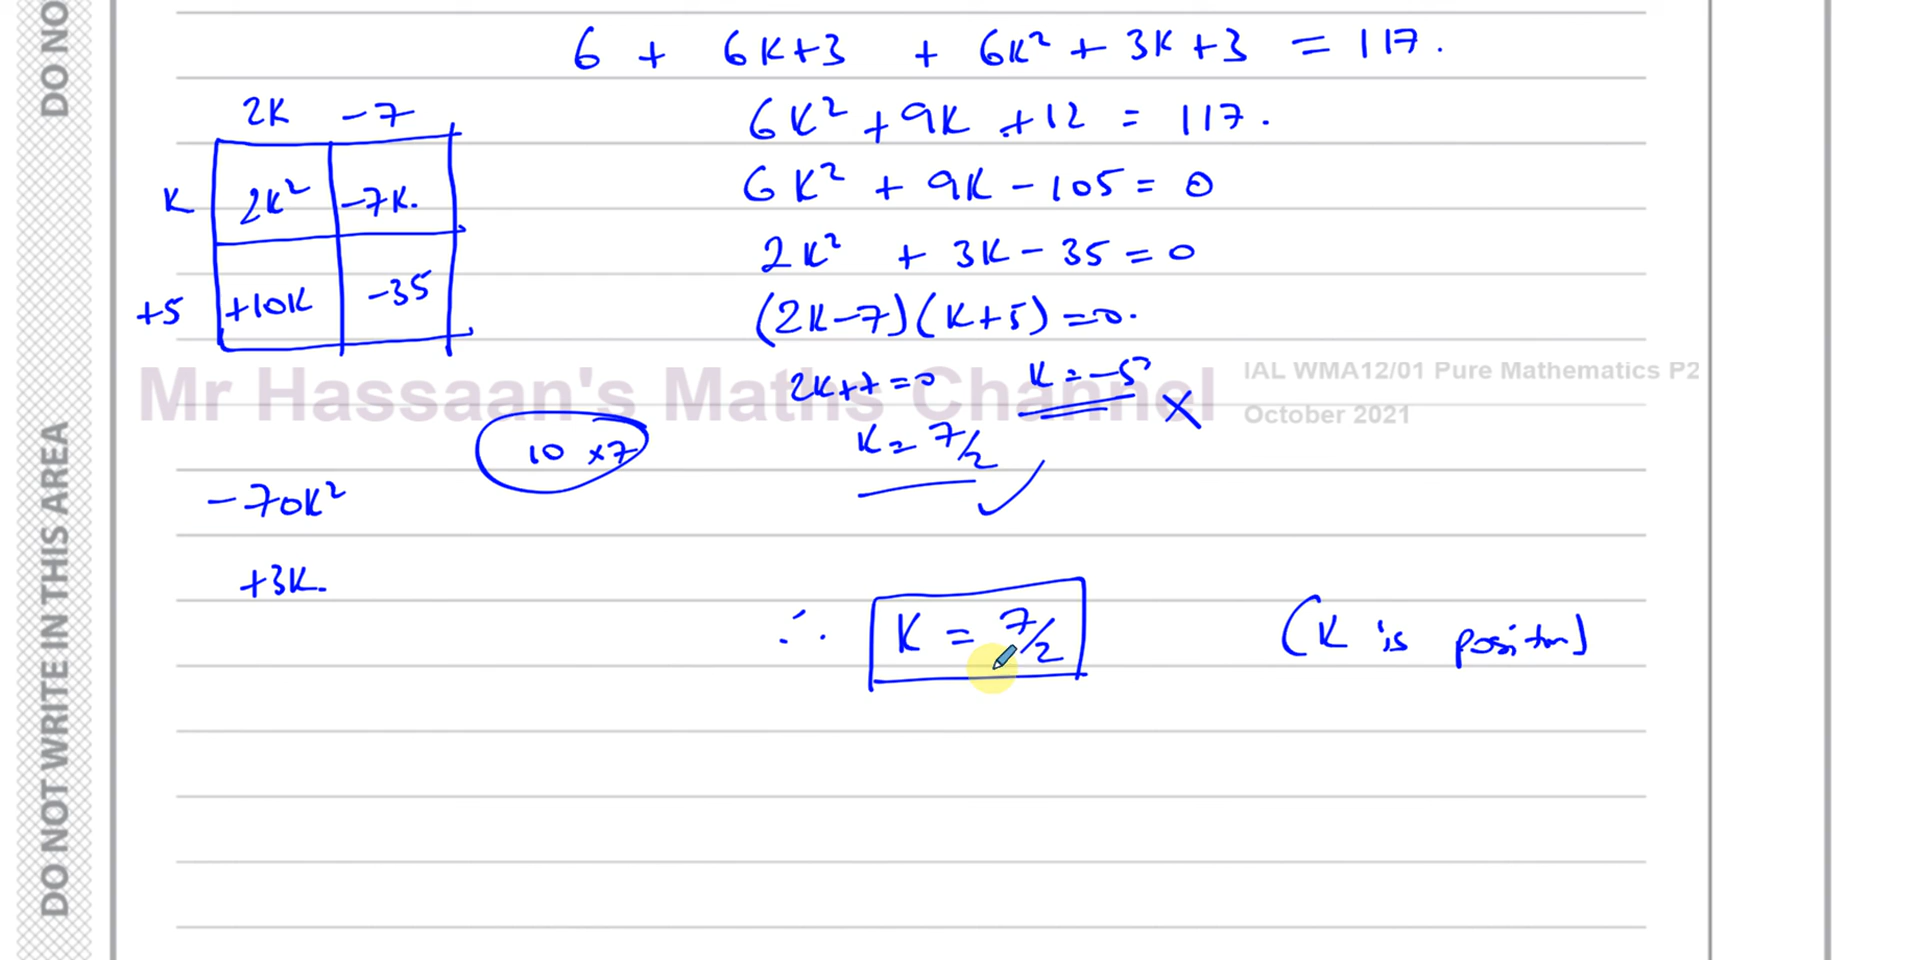 DO NO
DO NOT WRITE IN THIS AREA
6 + 6K+3 + 6K² + 3K+3 = 117.
6K² + 9K + 12 = 117.
6K² + 9K - 105 = 0
2K² + 3K - 35 = 0
(2K-7)(K+5) = 0.
2K+7=0 K=-5 X
K = 7/2 ✓
2K -7
K 2K² -7K.
+5 +10K -35
Mr Hassaan's Maths Channel
IAL WMA12/01 Pure Mathematics P2
October 2021
10 x7
-70K²
+3K.
∴ K = 7/2 (K is positive)